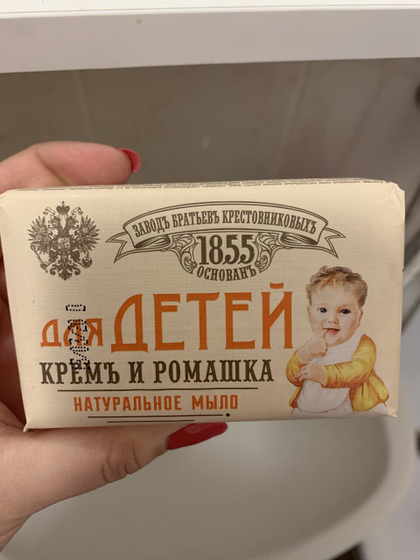 ЗАВОДЪ БРАТЬЕВЪ КРЕСТОВНИКОВЫХЪ
1855
ОСНОВАНЪ
ДЛЯ ДЕТЕЙ
КРЕМЪ И РОМАШКА
НАТУРАЛЬНОЕ МЫЛО